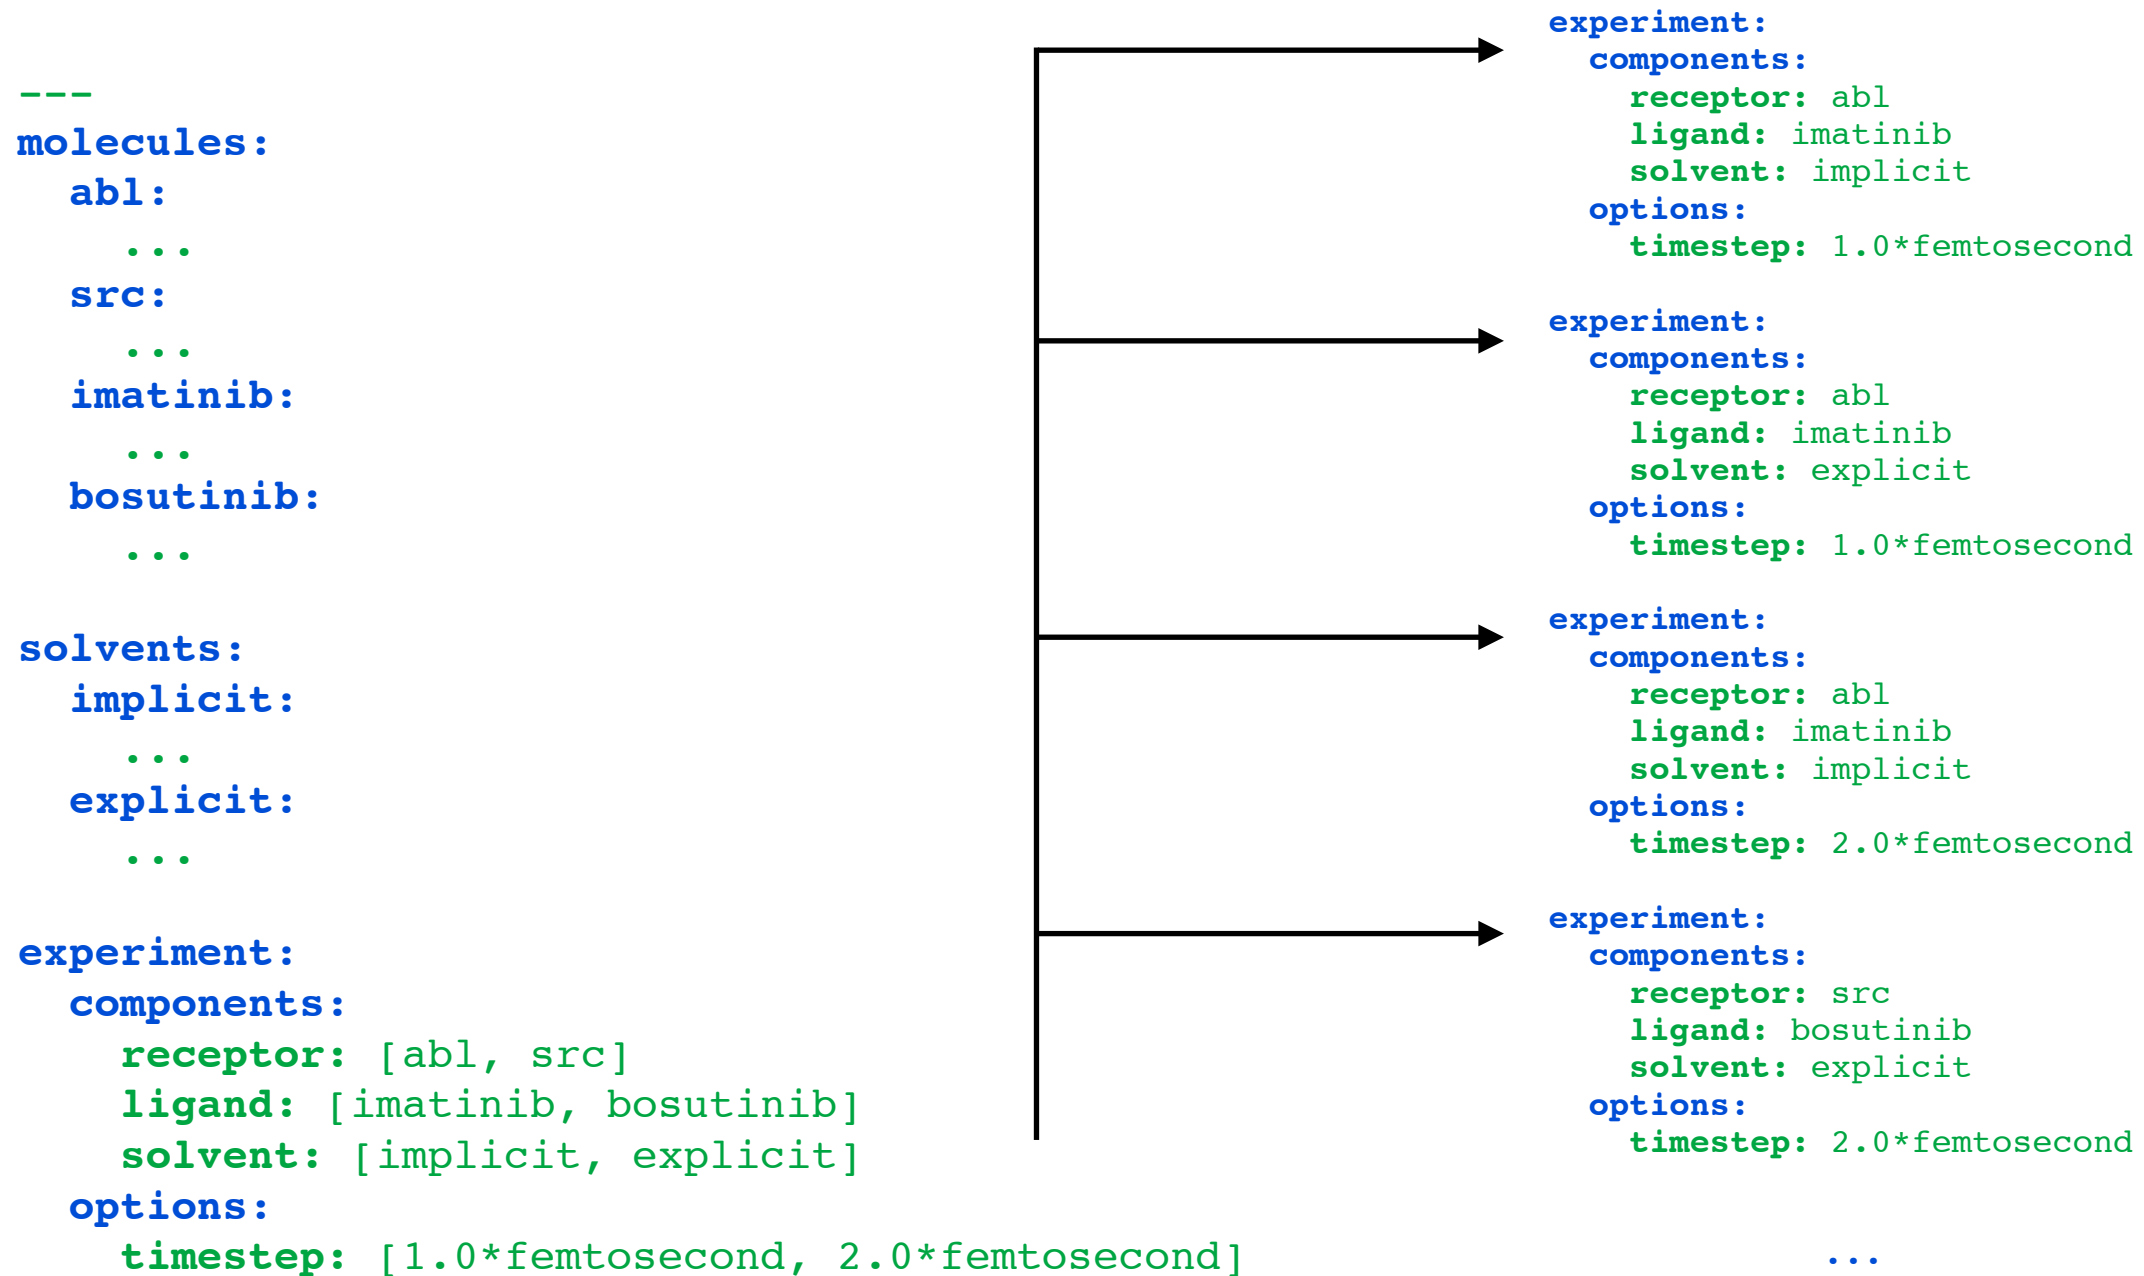 ---
molecules:
  abl:
    ...
  src:
    ...
  imatinib:
    ...
  bosutinib:
    ...
solvents:
  implicit:
    ...
  explicit:
    ...
experiment:
  components:
    receptor: [abl, src]
    ligand: [imatinib, bosutinib]
    solvent: [implicit, explicit]
  options:
    timestep: [1.0*femtosecond, 2.0*femtosecond]
experiment:
  components:
    receptor: abl
    ligand: imatinib
    solvent: implicit
  options:
    timestep: 1.0*femtosecond
experiment:
  components:
    receptor: abl
    ligand: imatinib
    solvent: explicit
  options:
    timestep: 1.0*femtosecond
experiment:
  components:
    receptor: abl
    ligand: imatinib
    solvent: implicit
  options:
    timestep: 2.0*femtosecond
experiment:
  components:
    receptor: src
    ligand: bosutinib
    solvent: explicit
  options:
    timestep: 2.0*femtosecond
...